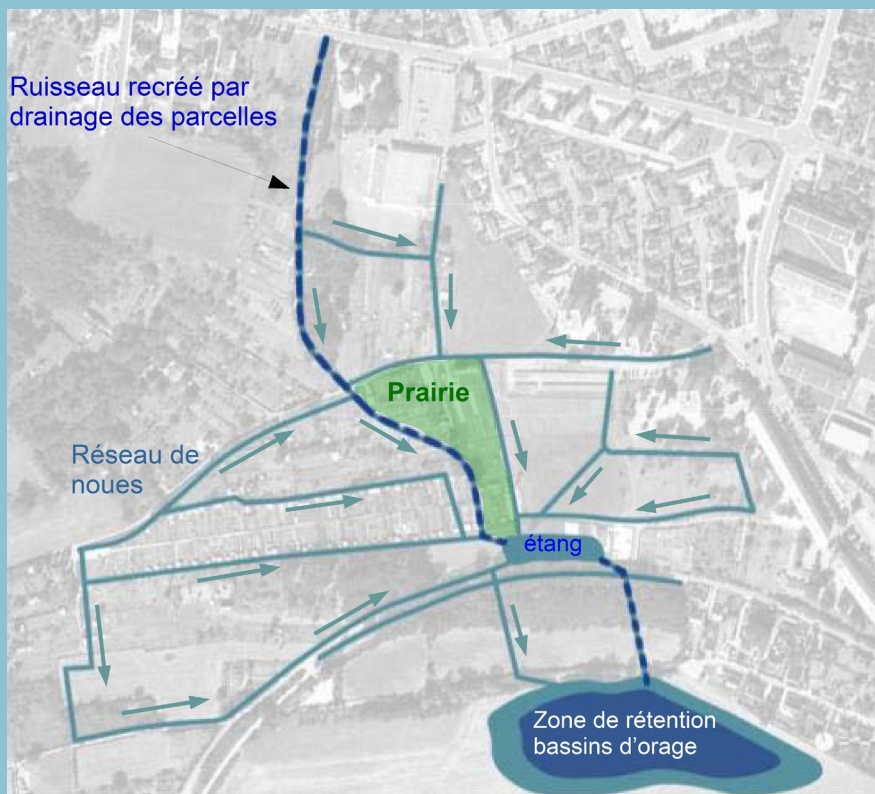 Ruisseau recréé par
drainage des parcelles
Prairie
Réseau de
noues
étang
Zone de rétention
bassins d'orage